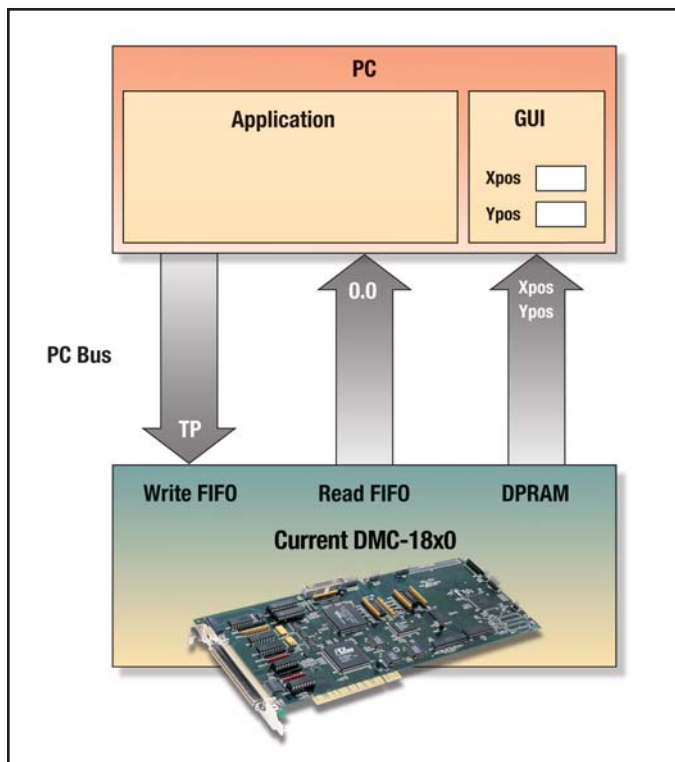 PC
Application
GUI
Xpos
Ypos
0.0
Xpos
Ypos
PC Bus
TP
Write FIFO
Read FIFO
DPRAM
Current DMC-18x0